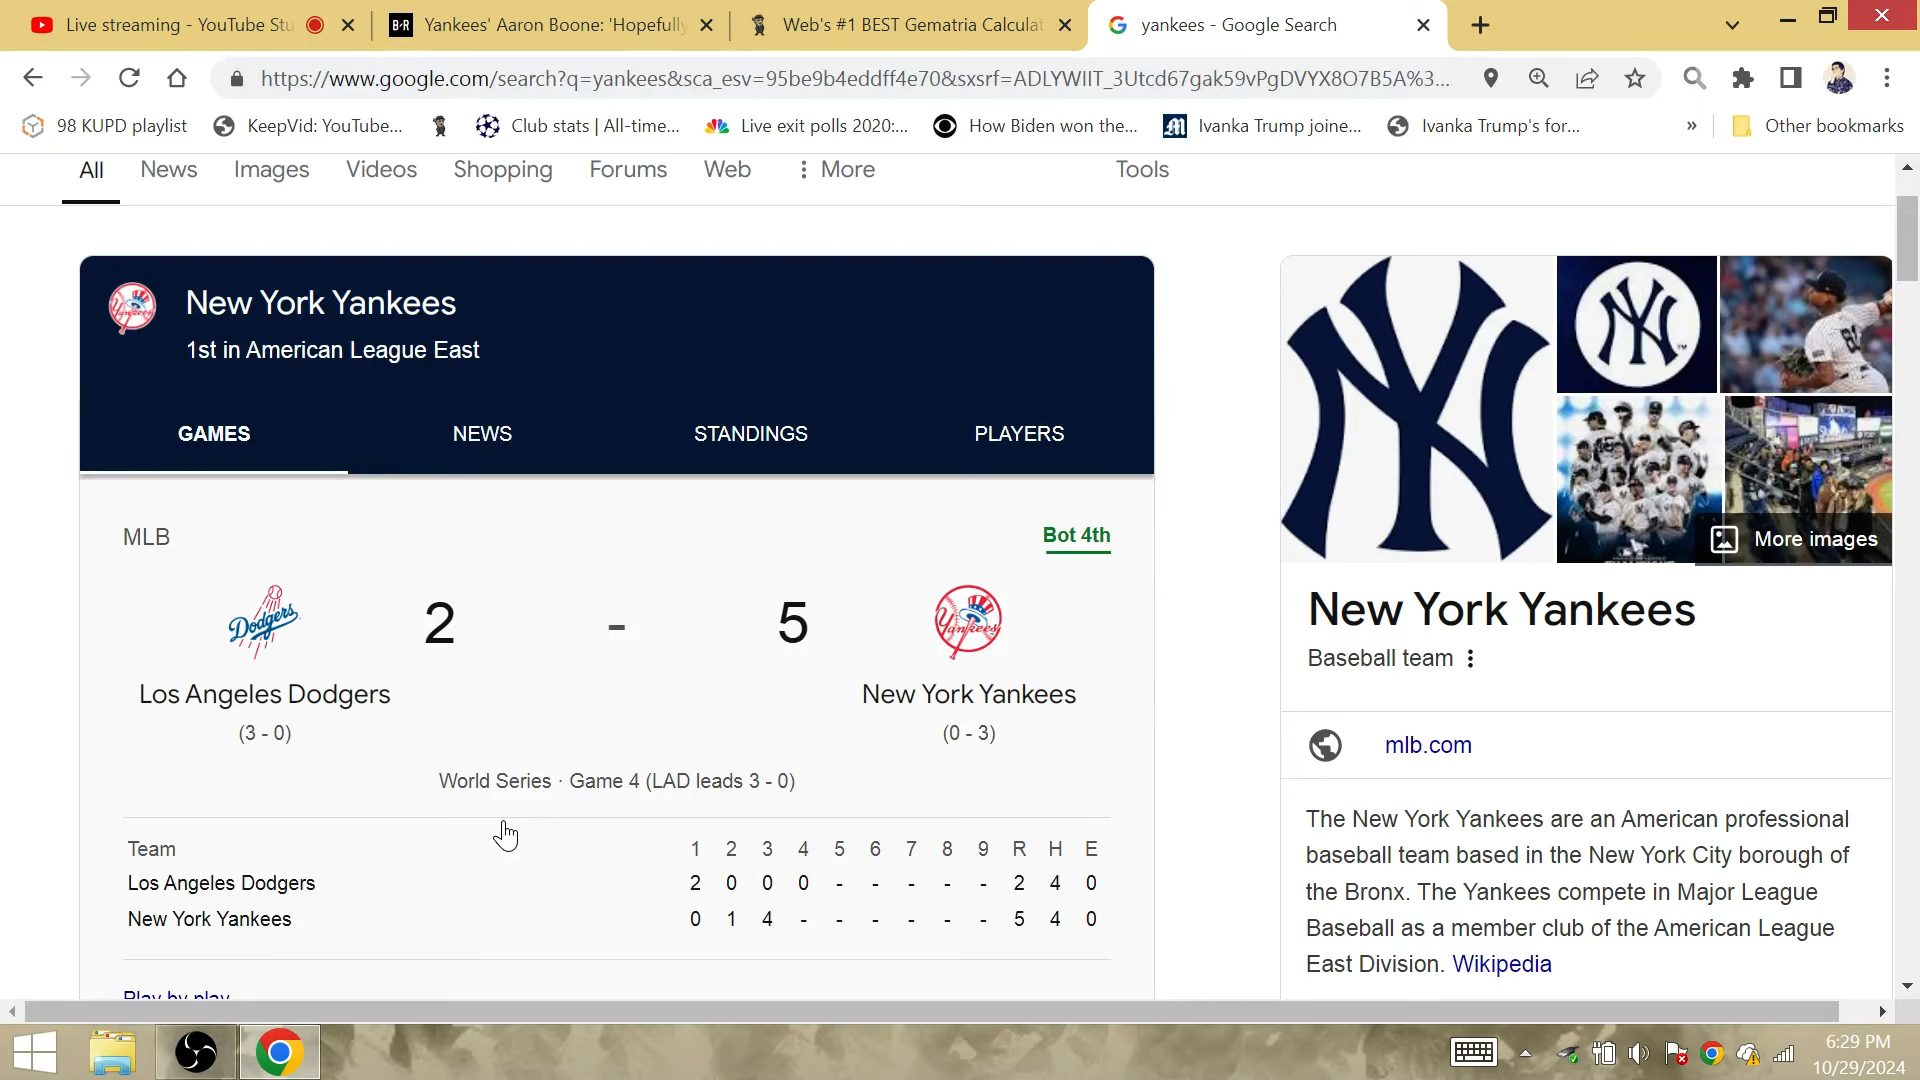 Live streaming - YouTube Stu
B·R Yankees' Aaron Boone: 'Hopefully
Web's #1 BEST Gematria Calculat
yankees - Google Search
https://www.google.com/search?q=yankees&sca_esv=95be9b4eddff4e70&sxsrf=ADLYWIIT_3Utcd67gak59vPgDVYX8O7B5A%3...
98 KUPD playlist
KeepVid: YouTube...
Club stats | All-time...
Live exit polls 2020:...
How Biden won the...
Ivanka Trump joine...
Ivanka Trump's for...
»
Other bookmarks
All News Images Videos Shopping Forums Web More Tools
New York Yankees
1st in American League East
GAMES NEWS STANDINGS PLAYERS
MLB Bot 4th
Dodgers 2 - 5 Yankees
Los Angeles Dodgers New York Yankees
(3 - 0) (0 - 3)
World Series · Game 4 (LAD leads 3 - 0)
Team 1 2 3 4 5 6 7 8 9 R H E
Los Angeles Dodgers 2 0 0 0 - - - - - 2 4 0
New York Yankees 0 1 4 - - - - - - 5 4 0
Play by play
More images
New York Yankees
Baseball team
mlb.com
The New York Yankees are an American professional
baseball team based in the New York City borough of
the Bronx. The Yankees compete in Major League
Baseball as a member club of the American League
East Division. Wikipedia
6:29 PM
10/29/2024